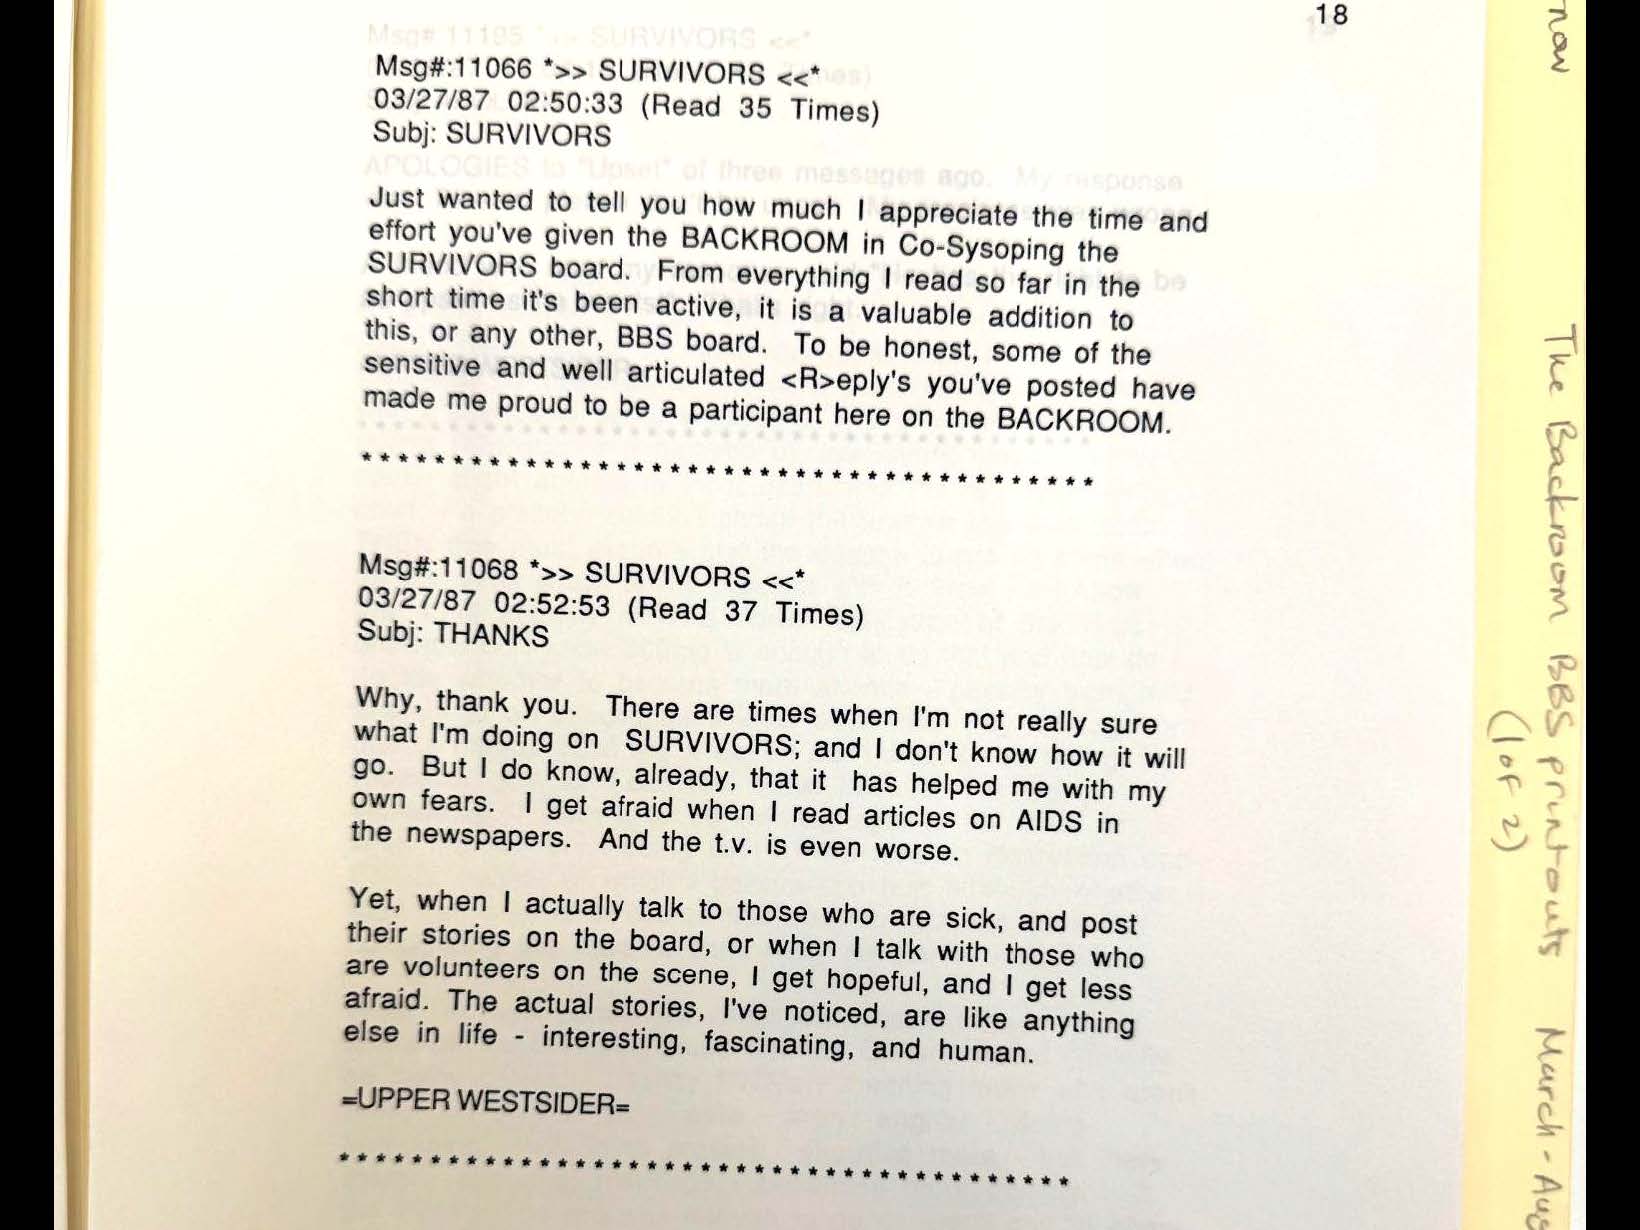 18
Msg#:11066 *>> SURVIVORS <<*
03/27/87 02:50:33 (Read 35 Times)
Subj: SURVIVORS
Just wanted to tell you how much I appreciate the time and
effort you've given the BACKROOM in Co-Sysoping the
SURVIVORS board. From everything I read so far in the
short time it's been active, it is a valuable addition to
this, or any other, BBS board. To be honest, some of the
sensitive and well articulated <R>eply's you've posted have
made me proud to be a participant here on the BACKROOM.
*****************************************
Msg#:11068 *>> SURVIVORS <<*
03/27/87 02:52:53 (Read 37 Times)
Subj: THANKS
Why, thank you. There are times when I'm not really sure
what I'm doing on SURVIVORS; and I don't know how it will
go. But I do know, already, that it has helped me with my
own fears. I get afraid when I read articles on AIDS in
the newspapers. And the t.v. is even worse.
Yet, when I actually talk to those who are sick, and post
their stories on the board, or when I talk with those who
are volunteers on the scene, I get hopeful, and I get less
afraid. The actual stories, I've noticed, are like anything
else in life - interesting, fascinating, and human.
=UPPER WESTSIDER=
*****************************************
The Backroom BBS printouts March - Aug
(1 of 2)